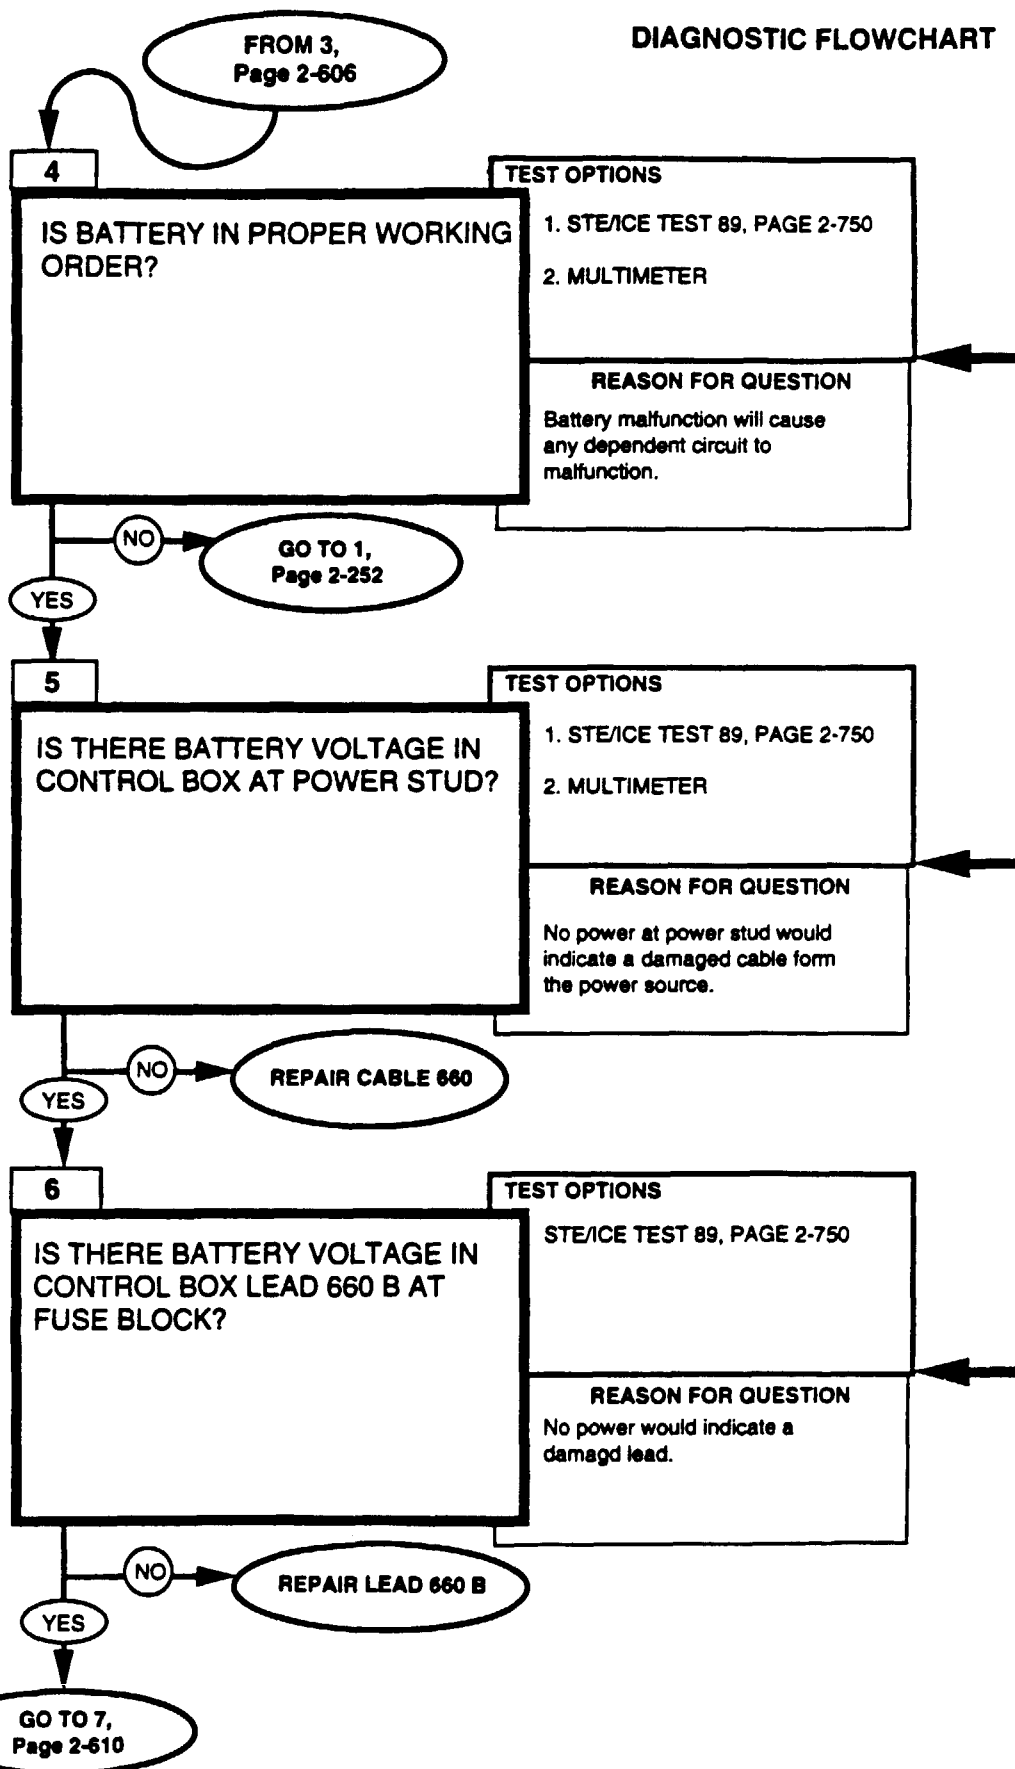 DIAGNOSTIC FLOWCHART
FROM 3,
Page 2-606
4
IS BATTERY IN PROPER WORKING
ORDER?
TEST OPTIONS
1. STE/ICE TEST 89, PAGE 2-750
2. MULTIMETER
REASON FOR QUESTION
Battery malfunction will cause
any dependent circuit to
malfunction.
NO
GO TO 1,
Page 2-252
YES
5
IS THERE BATTERY VOLTAGE IN
CONTROL BOX AT POWER STUD?
TEST OPTIONS
1. STE/ICE TEST 89, PAGE 2-750
2. MULTIMETER
REASON FOR QUESTION
No power at power stud would
indicate a damaged cable form
the power source.
NO
REPAIR CABLE 660
YES
6
IS THERE BATTERY VOLTAGE IN
CONTROL BOX LEAD 660 B AT
FUSE BLOCK?
TEST OPTIONS
STE/ICE TEST 89, PAGE 2-750
REASON FOR QUESTION
No power would indicate a
damagd lead.
NO
REPAIR LEAD 660 B
YES
GO TO 7,
Page 2-610